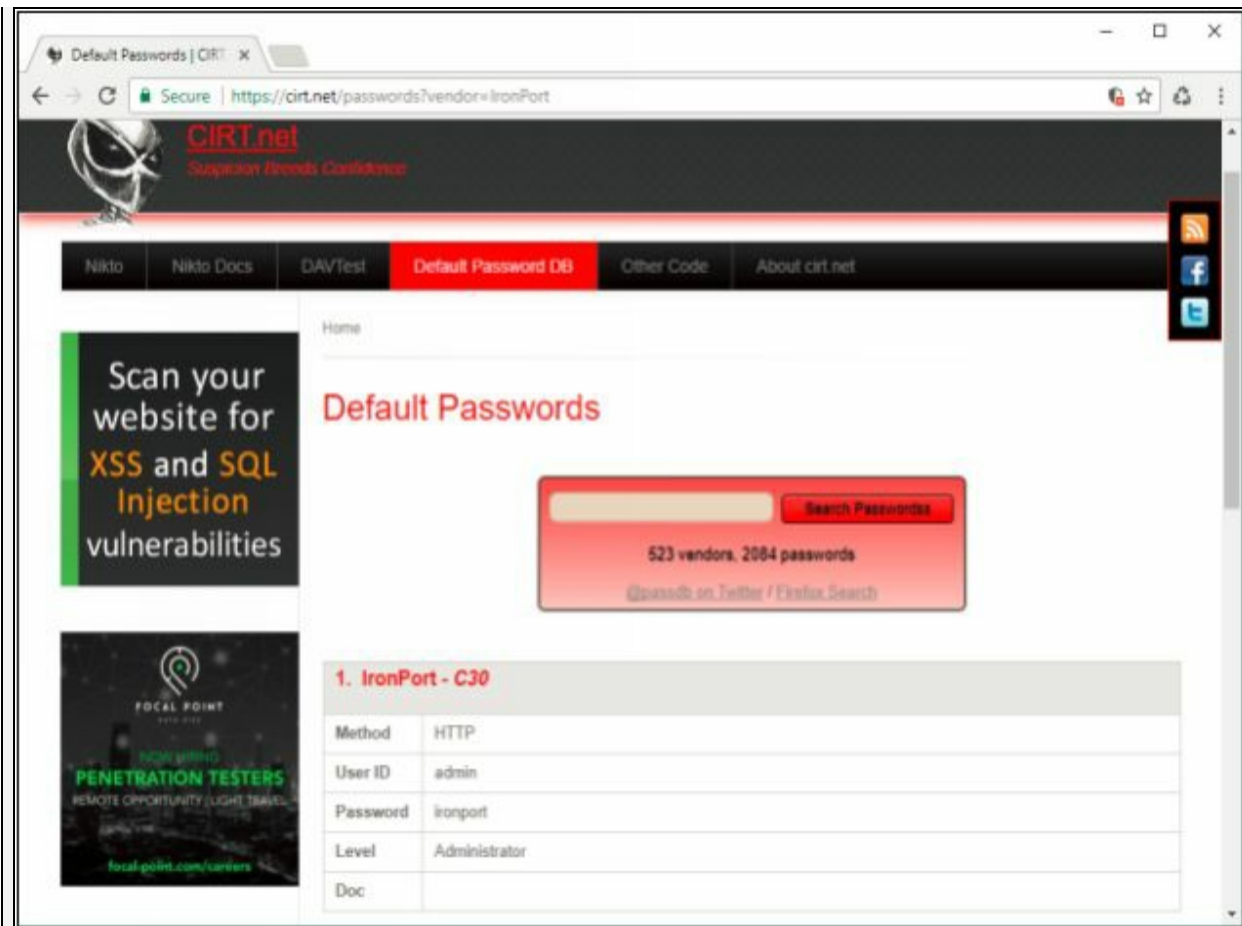 Default Passwords | CIRT
Secure | https://cirt.net/passwords?vendor=IronPort
CIRT.net
Suspicion Breeds Confidence
Nikto
Nikto Docs
DAVTest
Default Password DB
Other Code
About cirt.net
Home
Scan your
website for
XSS and SQL
Injection
vulnerabilities
Default Passwords
Search Passwords
523 vendors, 2084 passwords
@passdb on Twitter / Firefox Search
FOCAL POINT
DATA RISK
NOW HIRING
PENETRATION TESTERS
REMOTE OPPORTUNITY | LIGHT TRAVEL
focal-point.com/careers
1. IronPort - C30
Method HTTP
User ID admin
Password ironport
Level Administrator
Doc